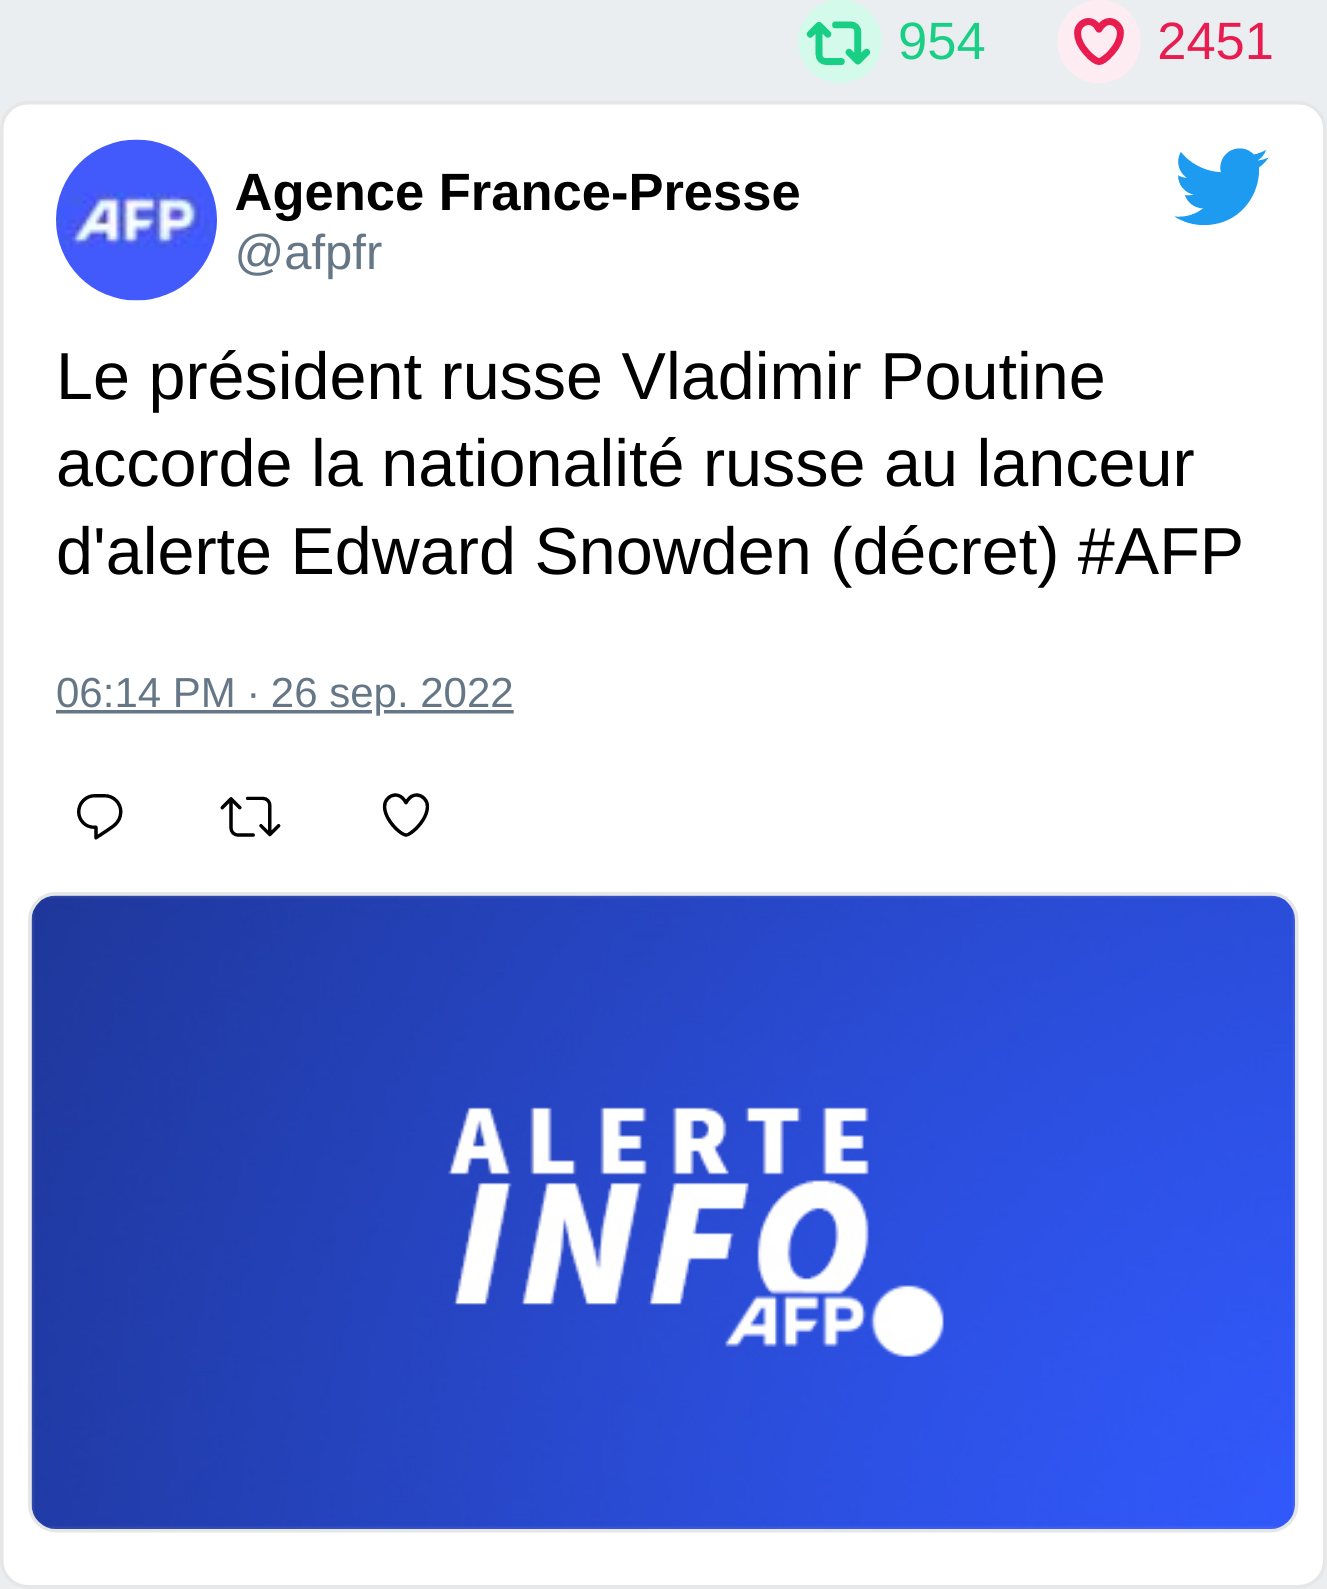 954 2451
AFP
Agence France-Presse
@afpfr
Le président russe Vladimir Poutine
accorde la nationalité russe au lanceur
d'alerte Edward Snowden (décret) #AFP
06:14 PM · 26 sep. 2022
ALERTE
INFO
AFP